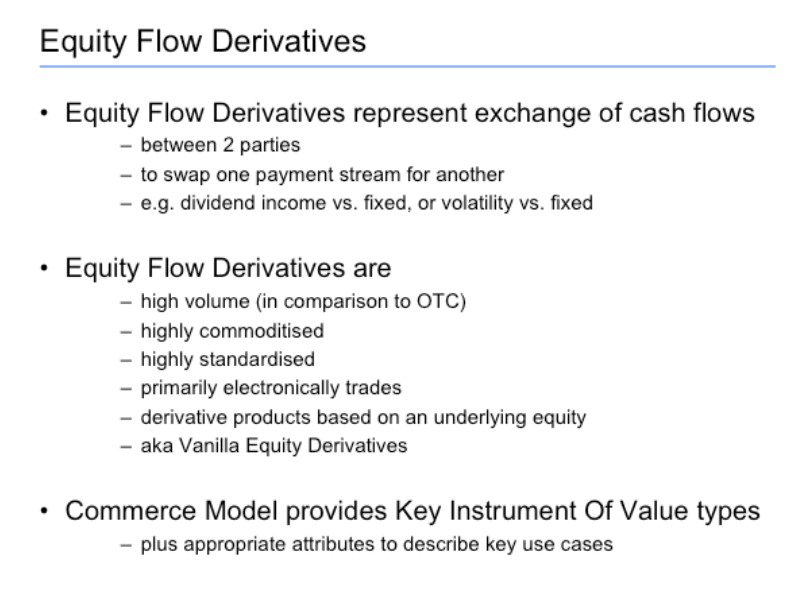 Equity Flow Derivatives
• Equity Flow Derivatives represent exchange of cash flows
– between 2 parties
– to swap one payment stream for another
– e.g. dividend income vs. fixed, or volatility vs. fixed
• Equity Flow Derivatives are
– high volume (in comparison to OTC)
– highly commoditised
– highly standardised
– primarily electronically trades
– derivative products based on an underlying equity
– aka Vanilla Equity Derivatives
• Commerce Model provides Key Instrument Of Value types
– plus appropriate attributes to describe key use cases